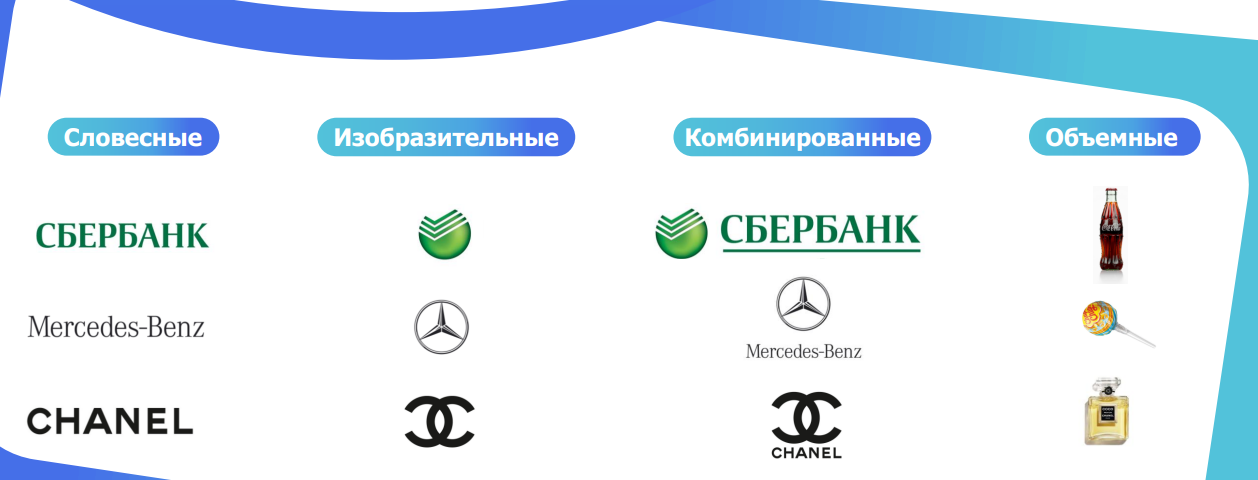 Словесные Изобразительные Комбинированные Объемные
СБЕРБАНК СБЕРБАНК
Mercedes-Benz Mercedes-Benz
CHANEL CHANEL